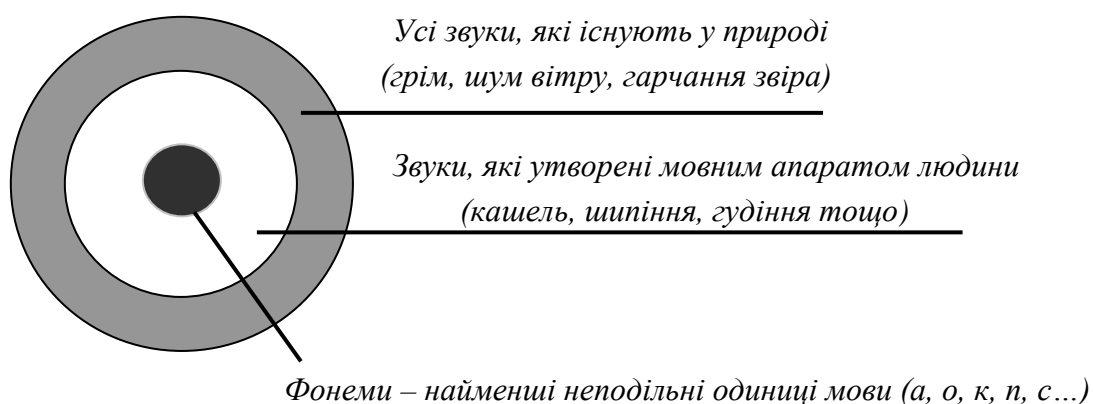 Усі звуки, які існують у природі
(грім, шум вітру, гарчання звіра)
Звуки, які утворені мовним апаратом людини
(кашель, шипіння, гудіння тощо)
Фонеми – найменші неподільні одиниці мови (а, о, к, п, с…)